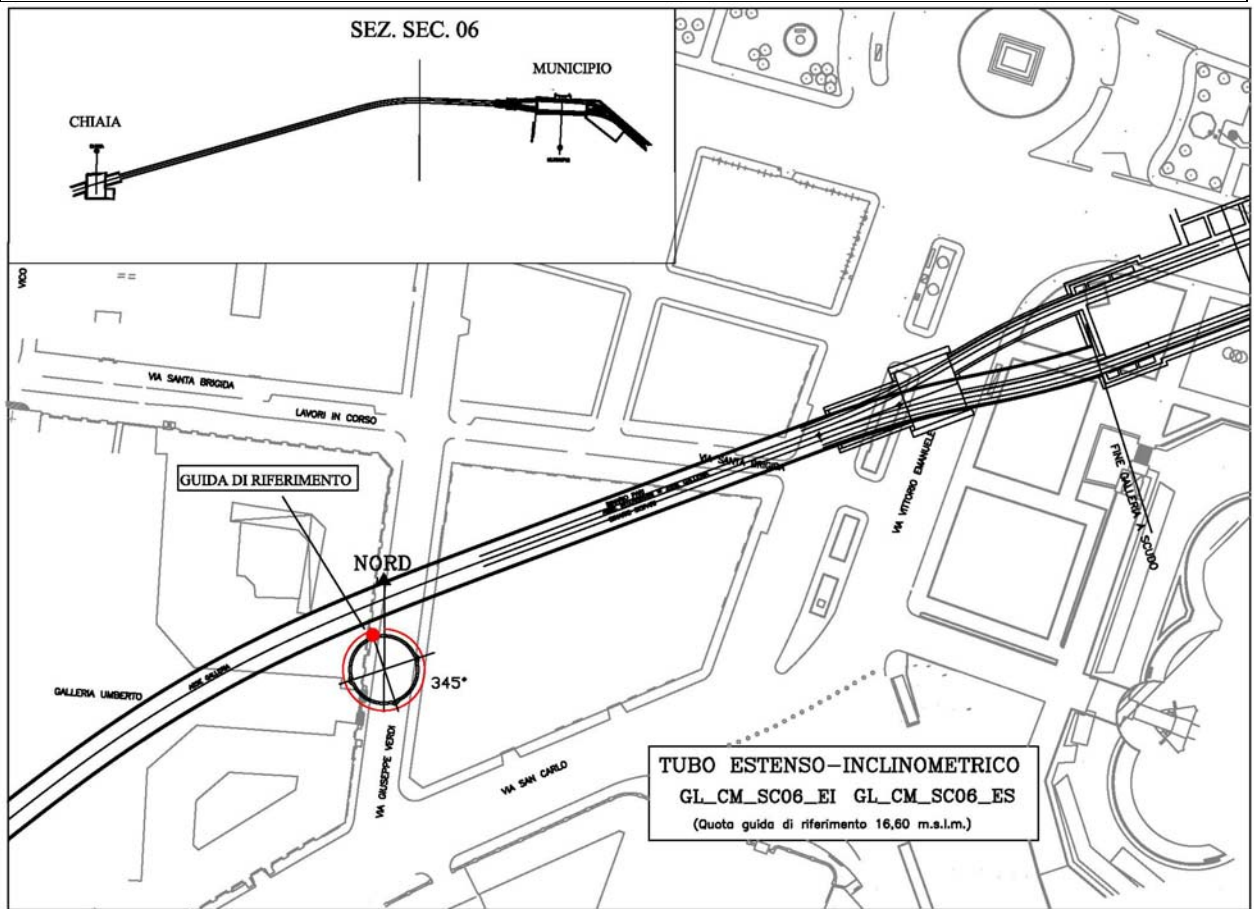 SEZ. SEC. 06
MUNICIPIO
CHIAIA
VICO
VIA SANTA BRIGIDA
LAVORI IN CORSO
GUIDA DI RIFERIMENTO
NORD
VIA SANTA BRIGIDA
VIA VITTORIO EMANUELE
FINE GALLERIA A SCUDO
GALLERIA UMBERTO
ASSE GALLERIA
345°
VIA GIUSEPPE VERDI
VIA SAN CARLO
TUBO ESTENSO-INCLINOMETRICO
GL_CM_SC06_EI GL_CM_SC06_ES
(Quota guida di riferimento 16,60 m.s.l.m.)